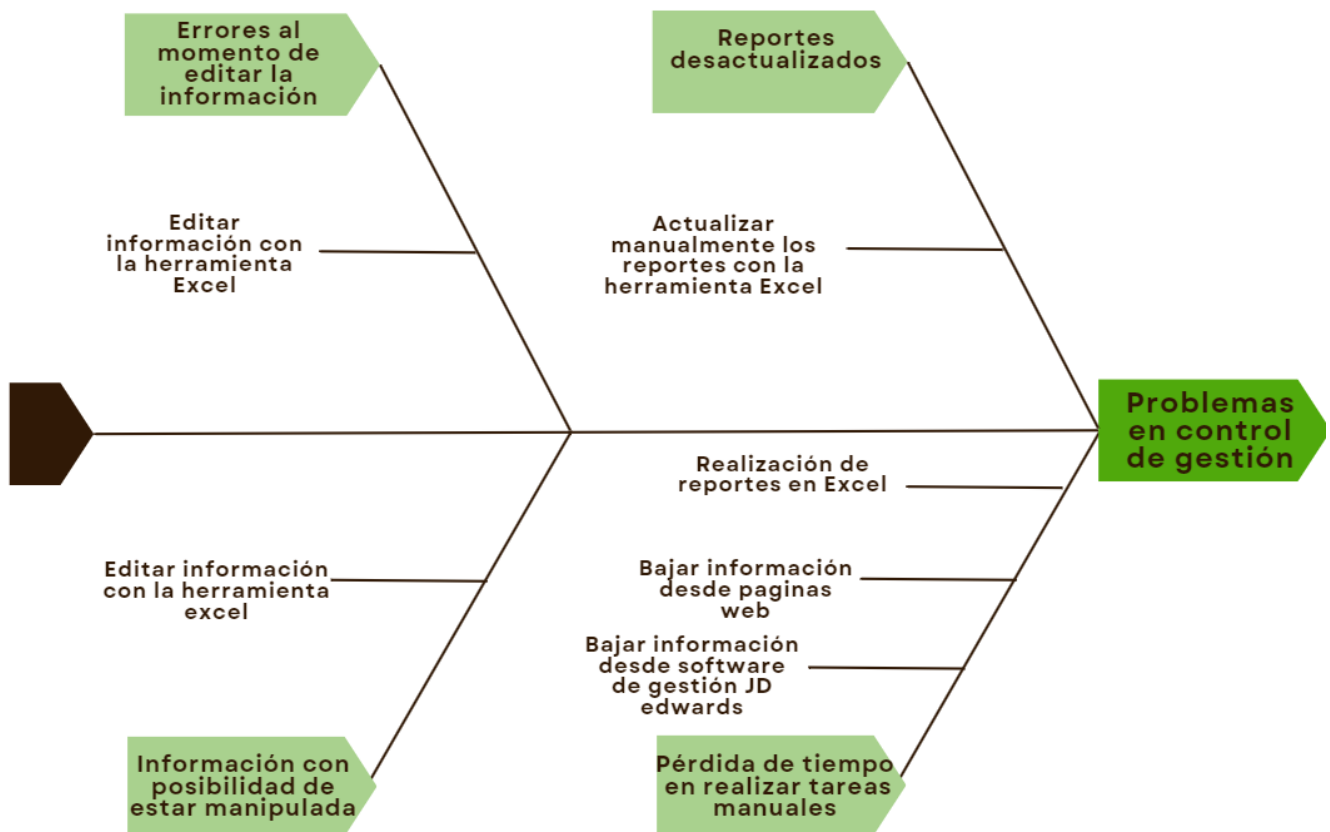 Errores al
momento de
editar la
información
Reportes
desactualizados
Editar
información con
la herramienta
Excel
Actualizar
manualmente los
reportes con la
herramienta Excel
Problemas
en control
de gestión
Realización de
reportes en Excel
Editar información
con la herramienta
excel
Bajar información
desde paginas
web
Bajar información
desde software
de gestión JD
edwards
Información con
posibilidad de
estar manipulada
Pérdida de tiempo
en realizar tareas
manuales